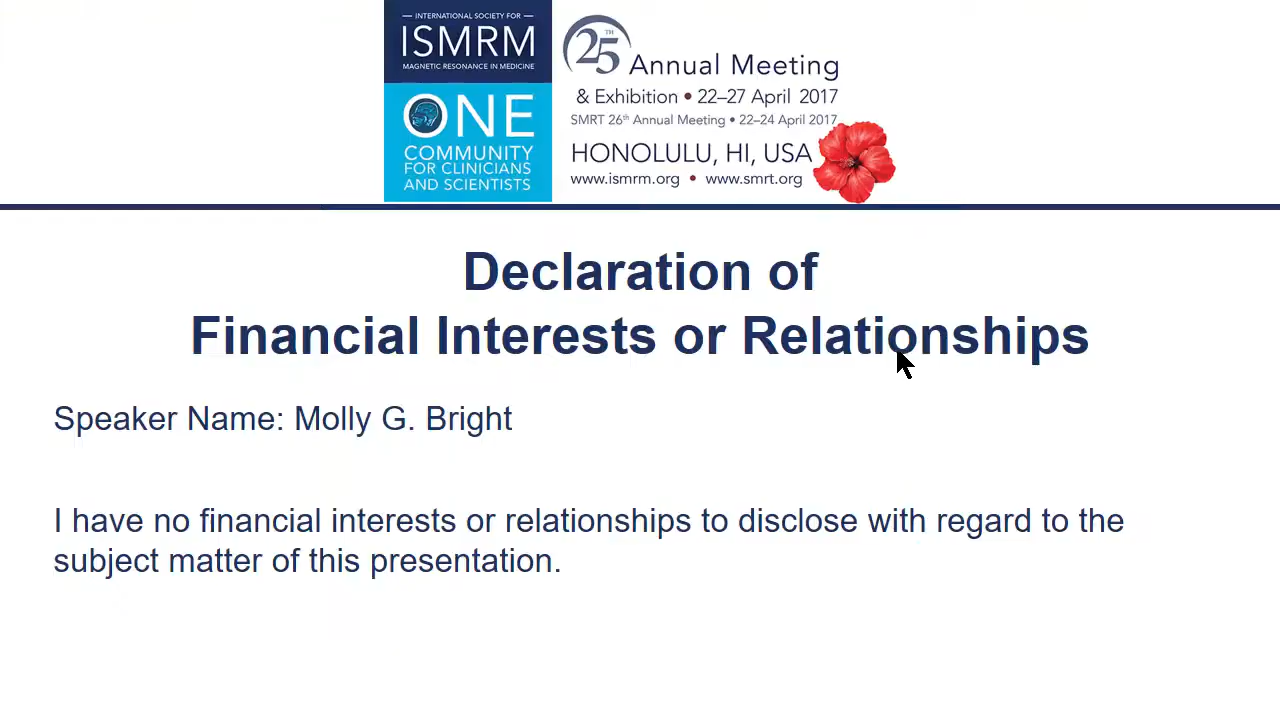 INTERNATIONAL SOCIETY FOR
ISMRM
MAGNETIC RESONANCE IN MEDICINE
ONE
COMMUNITY
FOR CLINICIANS
AND SCIENTISTS
25TH Annual Meeting
& Exhibition • 22–27 April 2017
SMRT 26th Annual Meeting • 22–24 April 2017
HONOLULU, HI, USA
www.ismrm.org • www.smrt.org
Declaration of
Financial Interests or Relationships
Speaker Name: Molly G. Bright
I have no financial interests or relationships to disclose with regard to the
subject matter of this presentation.